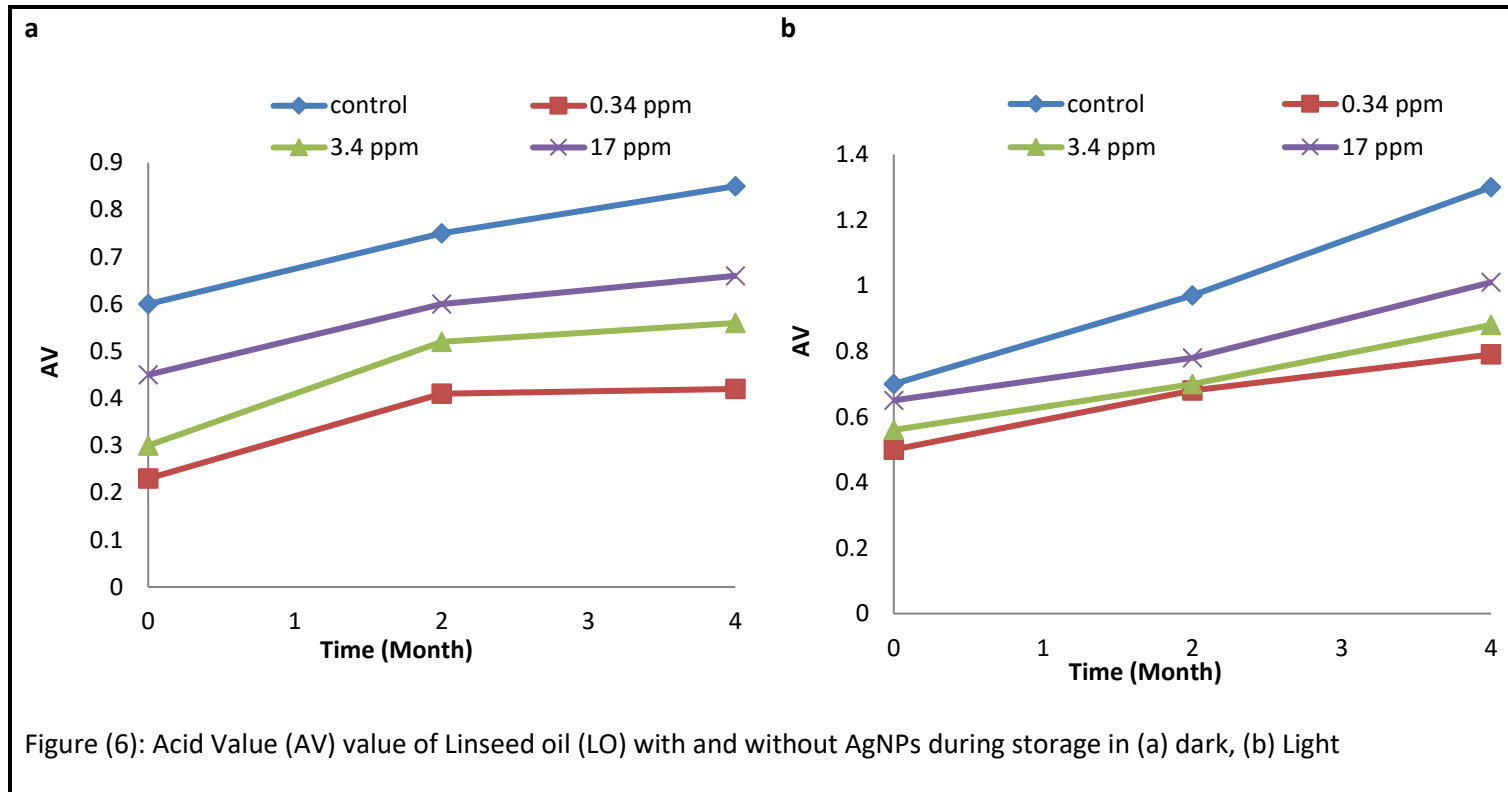 a
control
0.34 ppm
3.4 ppm
17 ppm
0.9
0.8
0.7
0.6
0.5
0.4
0.3
0.2
0.1
0
AV
0 1 2 3 4
Time (Month)
b
control
0.34 ppm
3.4 ppm
17 ppm
1.4
1.2
1
0.8
0.6
0.4
0.2
0
AV
0 1 2 3 4
Time (Month)
Figure (6): Acid Value (AV) value of Linseed oil (LO) with and without AgNPs during storage in (a) dark, (b) Light